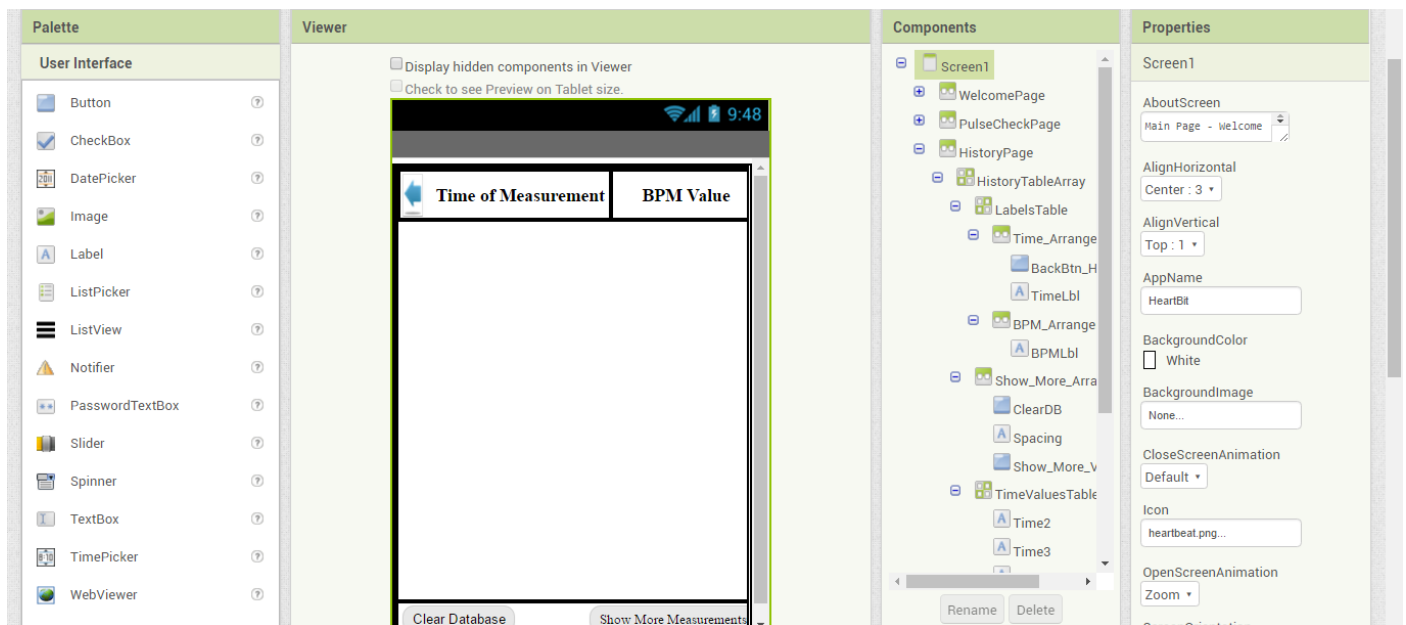 Palette
User Interface
Button
CheckBox
DatePicker
Image
Label
ListPicker
ListView
Notifier
PasswordTextBox
Slider
Spinner
TextBox
TimePicker
WebViewer
Viewer
Display hidden components in Viewer
Check to see Preview on Tablet size.
9:48
Time of Measurement BPM Value
Clear Database Show More Measurements
Components
Screen1
WelcomePage
PulseCheckPage
HistoryPage
HistoryTableArray
LabelsTable
Time_Arrange
BackBtn_H
TimeLbl
BPM_Arrange
BPMLbl
Show_More_Arra
ClearDB
Spacing
Show_More_V
TimeValuesTable
Time2
Time3
Rename Delete
Properties
Screen1
AboutScreen
Main Page - Welcome
AlignHorizontal
Center : 3
AlignVertical
Top : 1
AppName
HeartBit
BackgroundColor
White
BackgroundImage
None...
CloseScreenAnimation
Default
Icon
heartbeat.png...
OpenScreenAnimation
Zoom